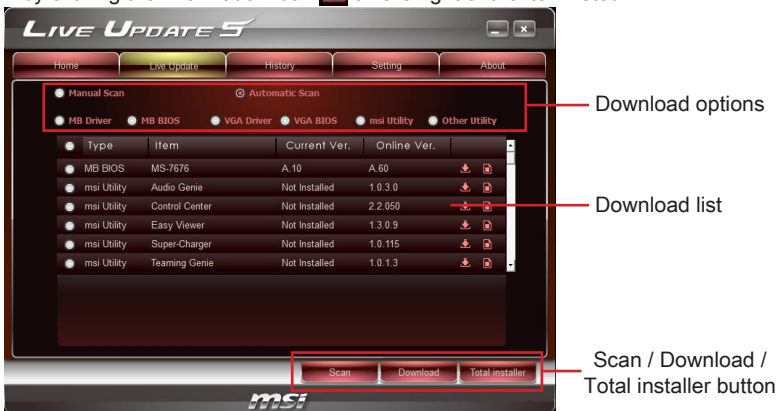 Live Update 5
Home Live Update History Setting About
Manual Scan Automatic Scan
MB Driver MB BIOS VGA Driver VGA BIOS msi Utility Other Utility
Download options
Type Item Current Ver. Online Ver.
MB BIOS MS-7676 A.10 A.60
msi Utility Audio Genie Not Installed 1.0.3.0
msi Utility Control Center Not Installed 2.2.050
Download list
msi Utility Easy Viewer Not Installed 1.3.0.9
msi Utility Super-Charger Not Installed 1.0.115
msi Utility Teaming Genie Not Installed 1.0.1.3
Scan Download Total installer
Scan / Download /
Total installer button
msi